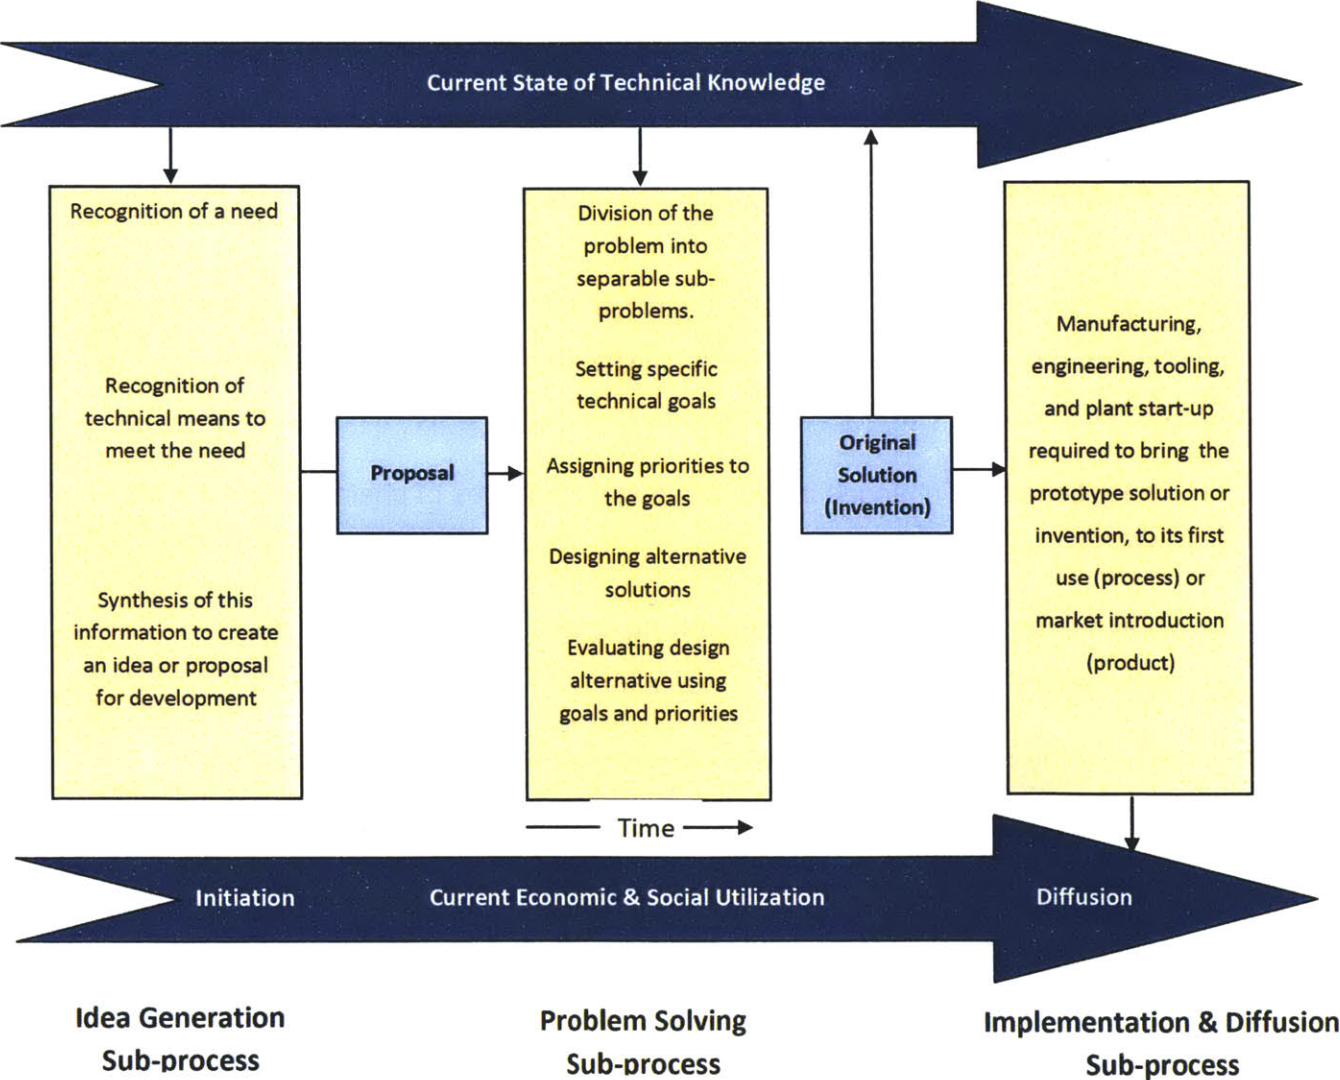 Current State of Technical Knowledge
Recognition of a need
Recognition of
technical means to
meet the need
Synthesis of this
information to create
an idea or proposal
for development
Proposal
Division of the
problem into
separable sub-
problems.
Setting specific
technical goals
Assigning priorities to
the goals
Designing alternative
solutions
Evaluating design
alternative using
goals and priorities
Original
Solution
(Invention)
Manufacturing,
engineering, tooling,
and plant start-up
required to bring the
prototype solution or
invention, to its first
use (process) or
market introduction
(product)
Time
Initiation
Current Economic & Social Utilization
Diffusion
Idea Generation
Sub-process
Problem Solving
Sub-process
Implementation & Diffusion
Sub-process